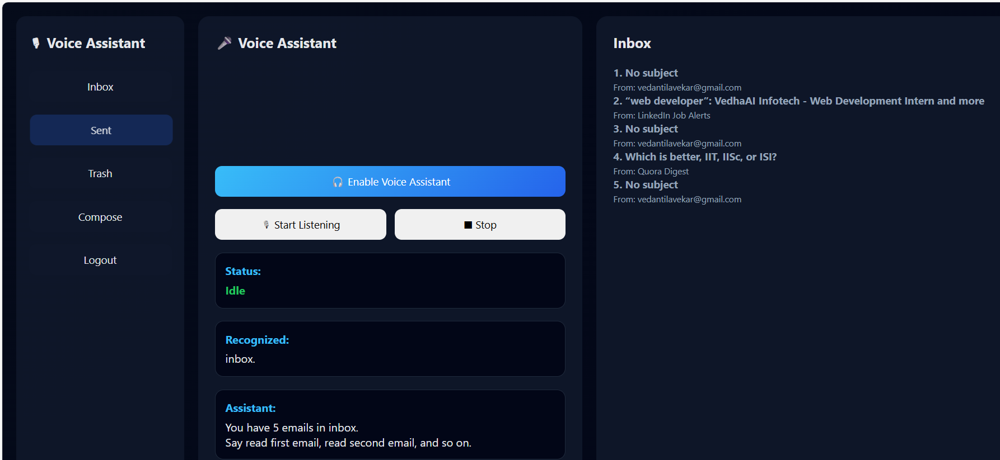 Voice Assistant
Inbox
Sent
Trash
Compose
Logout
Voice Assistant
Enable Voice Assistant
Start Listening
Stop
Status:
Idle
Recognized:
inbox.
Assistant:
You have 5 emails in inbox.
Say read first email, read second email, and so on.
Inbox
1. No subject
From: vedantilavekar@gmail.com
2. “web developer”: VedhaAI Infotech - Web Development Intern and more
From: LinkedIn Job Alerts
3. No subject
From: vedantilavekar@gmail.com
4. Which is better, IIT, IISc, or ISI?
From: Quora Digest
5. No subject
From: vedantilavekar@gmail.com